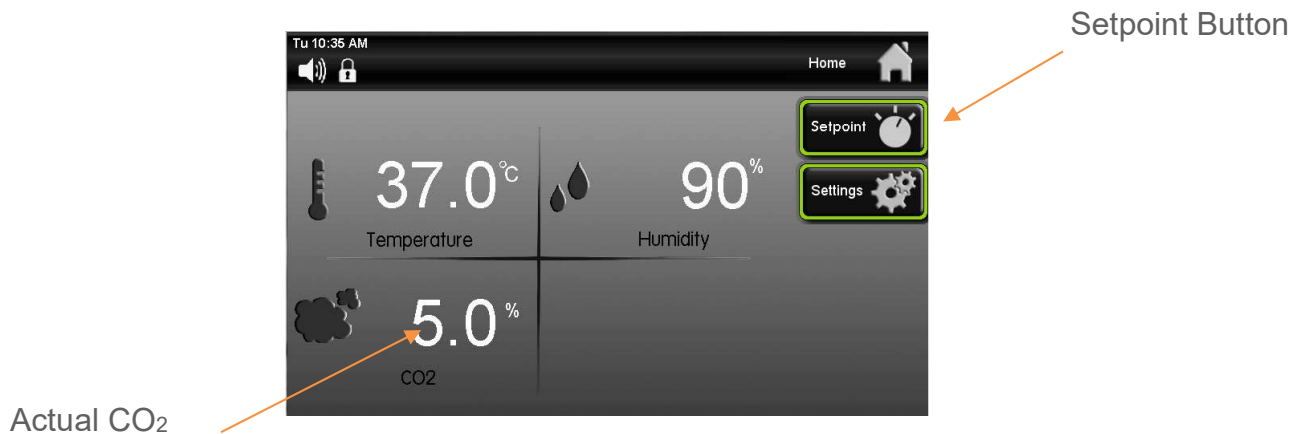 Setpoint Button
Tu 10:35 AM
Home
Setpoint
37.0°C
90%
Settings
Temperature
Humidity
5.0%
CO2
Actual CO₂